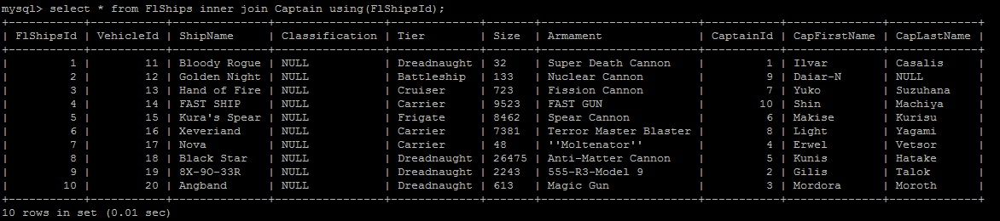 mysql> select * from FlShips inner join Captain using(FlShipsId);
+-----------+-----------+--------------+----------------+-------------+-------+-----------------------+-----------+--------------+-------------+
| FlShipsId | VehicleId | ShipName     | Classification | Tier        | Size  | Armament              | CaptainId | CapFirstName | CapLastName |
+-----------+-----------+--------------+----------------+-------------+-------+-----------------------+-----------+--------------+-------------+
|         1 |        11 | Bloody Rogue | NULL           | Dreadnaught | 32    | Super Death Cannon    |         1 | Ilvar        | Casalis     |
|         2 |        12 | Golden Night | NULL           | Battleship  | 133   | Nuclear Cannon        |         9 | Daiar-N      | NULL        |
|         3 |        13 | Hand of Fire | NULL           | Cruiser     | 723   | Fission Cannon        |         7 | Yuko         | Suzuhana    |
|         4 |        14 | FAST SHIP    | NULL           | Carrier     | 9523  | FAST GUN              |        10 | Shin         | Machiya     |
|         5 |        15 | Kura's Spear | NULL           | Frigate     | 8462  | Spear Cannon          |         6 | Makise       | Kurisu      |
|         6 |        16 | Xeveriand    | NULL           | Carrier     | 7381  | Terror Master Blaster |         8 | Light        | Yagami      |
|         7 |        17 | Nova         | NULL           | Carrier     | 48    | ''Moltenator''        |         4 | Erwel        | Vetsor      |
|         8 |        18 | Black Star   | NULL           | Dreadnaught | 26475 | Anti-Matter Cannon    |         5 | Kunis        | Hatake      |
|         9 |        19 | 8X-9O-33R    | NULL           | Dreadnaught | 2243  | 555-R3-Model 9        |         2 | Gilis        | Talok       |
|        10 |        20 | Angband      | NULL           | Dreadnaught | 613   | Magic Gun             |         3 | Mordora      | Moroth      |
+-----------+-----------+--------------+----------------+-------------+-------+-----------------------+-----------+--------------+-------------+
10 rows in set (0.01 sec)